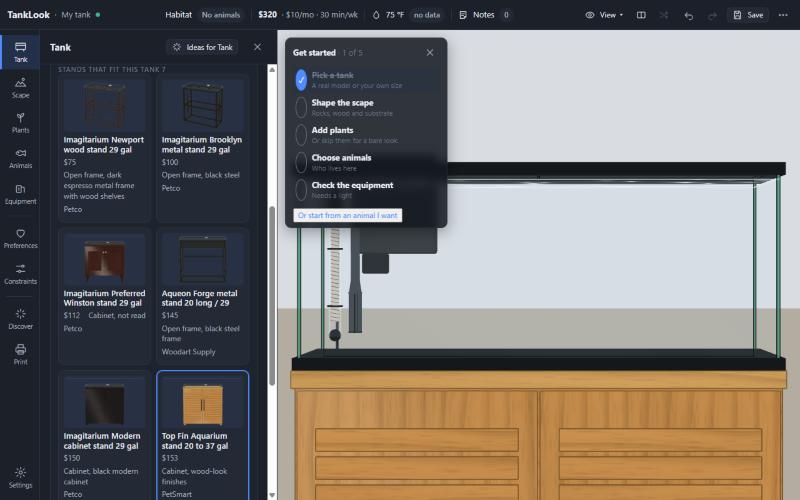 TankLook · My tank
Habitat No animals
$320 · $10/mo · 30 min/wk
75 °F no data
Notes 0
View
Save
Tank
Scape
Plants
Animals
Equipment
Preferences
Constraints
Discover
Print
Settings
Tank
Ideas for Tank
STANDS THAT FIT THIS TANK 7
Imagitarium Newport
wood stand 29 gal
$75
Open frame, dark
espresso metal frame
with wood shelves
Petco
Imagitarium Brooklyn
metal stand 29 gal
$100
Open frame, black steel
Petco
Imagitarium Preferred
Winston stand 29 gal
$112 Cabinet, not read
Petco
Aqueon Forge metal
stand 20 long / 29
$145
Open frame, black steel
frame
Woodart Supply
Imagitarium Modern
cabinet stand 29 gal
$150
Cabinet, black modern
cabinet
Petco
Top Fin Aquarium
stand 20 to 37 gal
$153
Cabinet, wood-look
finishes
PetSmart
Get started · 1 of 5
Pick a tank
A real model or your own size
Shape the scape
Rocks, wood and substrate
Add plants
Or skip them for a bare look
Choose animals
Who lives here
Check the equipment
Needs a light
Or start from an animal I want